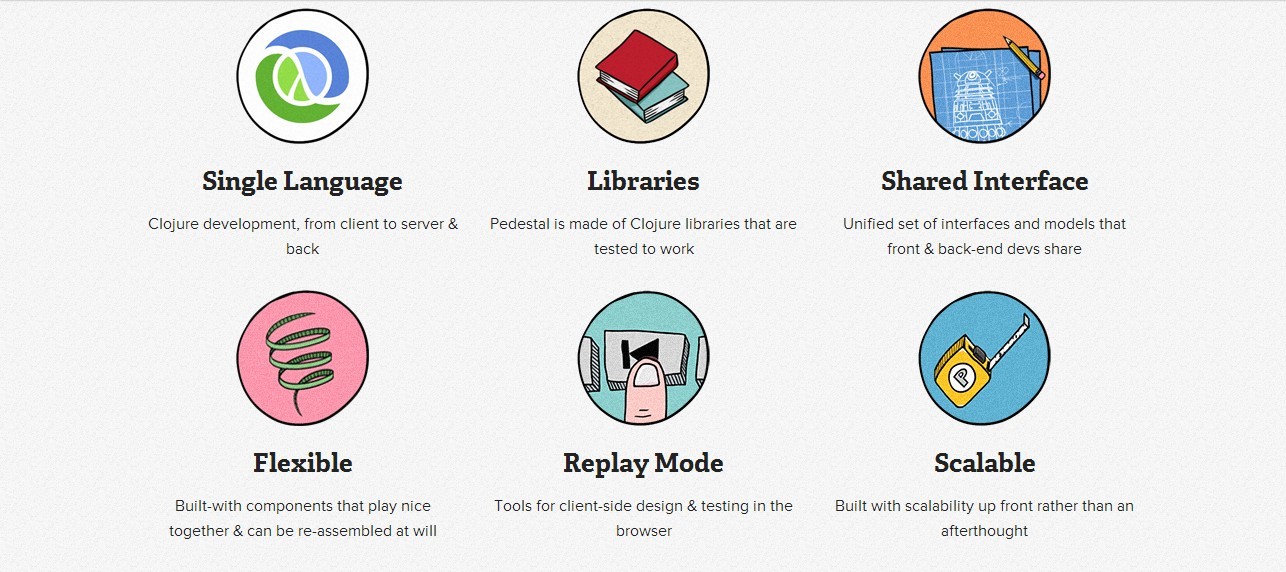 Single Language
Clojure development, from client to server &
back
Libraries
Pedestal is made of Clojure libraries that are
tested to work
Shared Interface
Unified set of interfaces and models that
front & back-end devs share
Flexible
Built-with components that play nice
together & can be re-assembled at will
Replay Mode
Tools for client-side design & testing in the
browser
P
Scalable
Built with scalability up front rather than an
afterthought